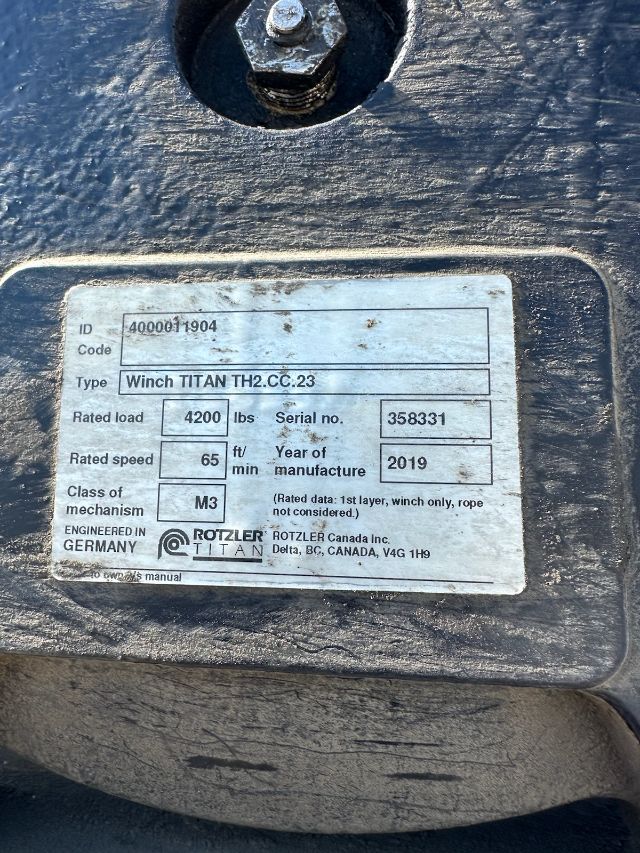 ID 4000011904
Code
Type Winch TITAN TH2.CC.23
Rated load 4200 lbs Serial no. 358331
Rated speed 65 ft/min Year of manufacture 2019
Class of mechanism M3 (Rated data: 1st layer, winch only, rope not considered.)
ENGINEERED IN GERMANY ROTZLER TITAN ROTZLER Canada Inc.
Delta, BC, CANADA, V4G 1H9
to owner's manual